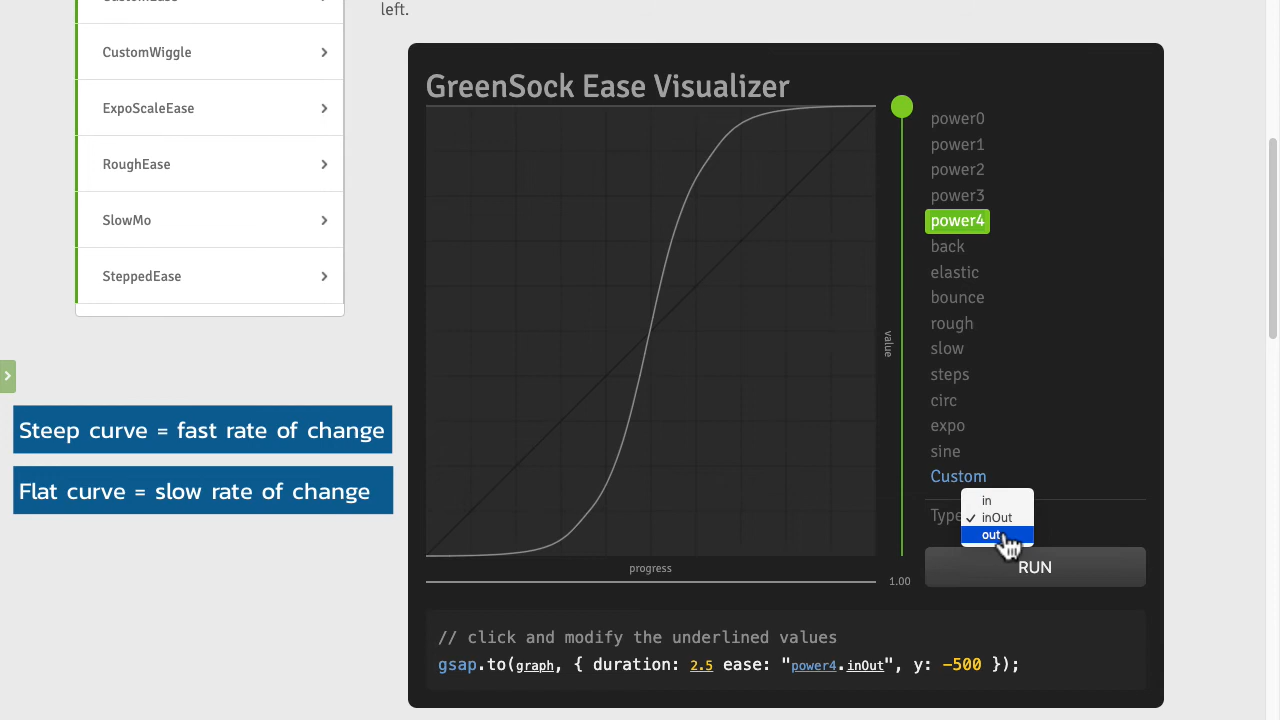 left.
CustomWiggle
ExpoScaleEase
RoughEase
SlowMo
SteppedEase
Steep curve = fast rate of change
Flat curve = slow rate of change
GreenSock Ease Visualizer
value
progress
1.00
power0
power1
power2
power3
power4
back
elastic
bounce
rough
slow
steps
circ
expo
sine
Custom
Type
in
✓ inOut
out
RUN
// click and modify the underlined values
gsap.to(graph, { duration: 2.5 ease: "power4.inOut", y: -500 });